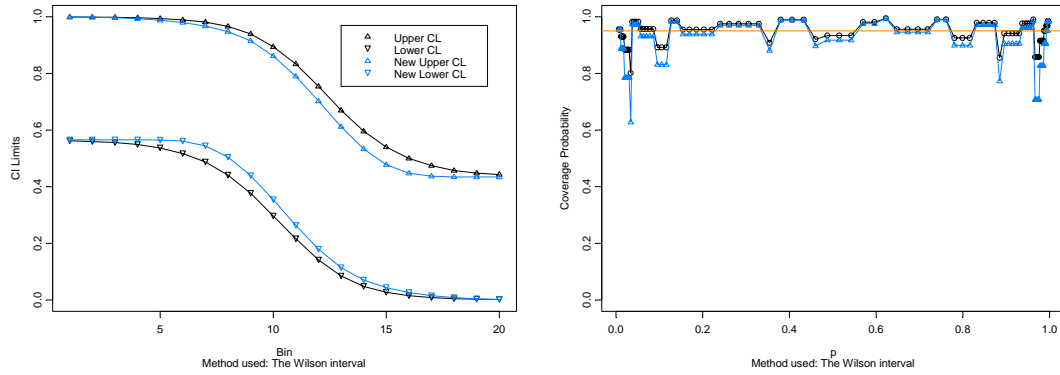 CI Limits
0.0
0.2
0.4
0.6
0.8
1.0
Upper CL
Lower CL
New Upper CL
New Lower CL
5
10
15
20
Bin
Method used: The Wilson interval
Coverage Probability
0.0
0.2
0.4
0.6
0.8
1.0
0.0
0.2
0.4
0.6
0.8
1.0
p
Method used: The Wilson interval